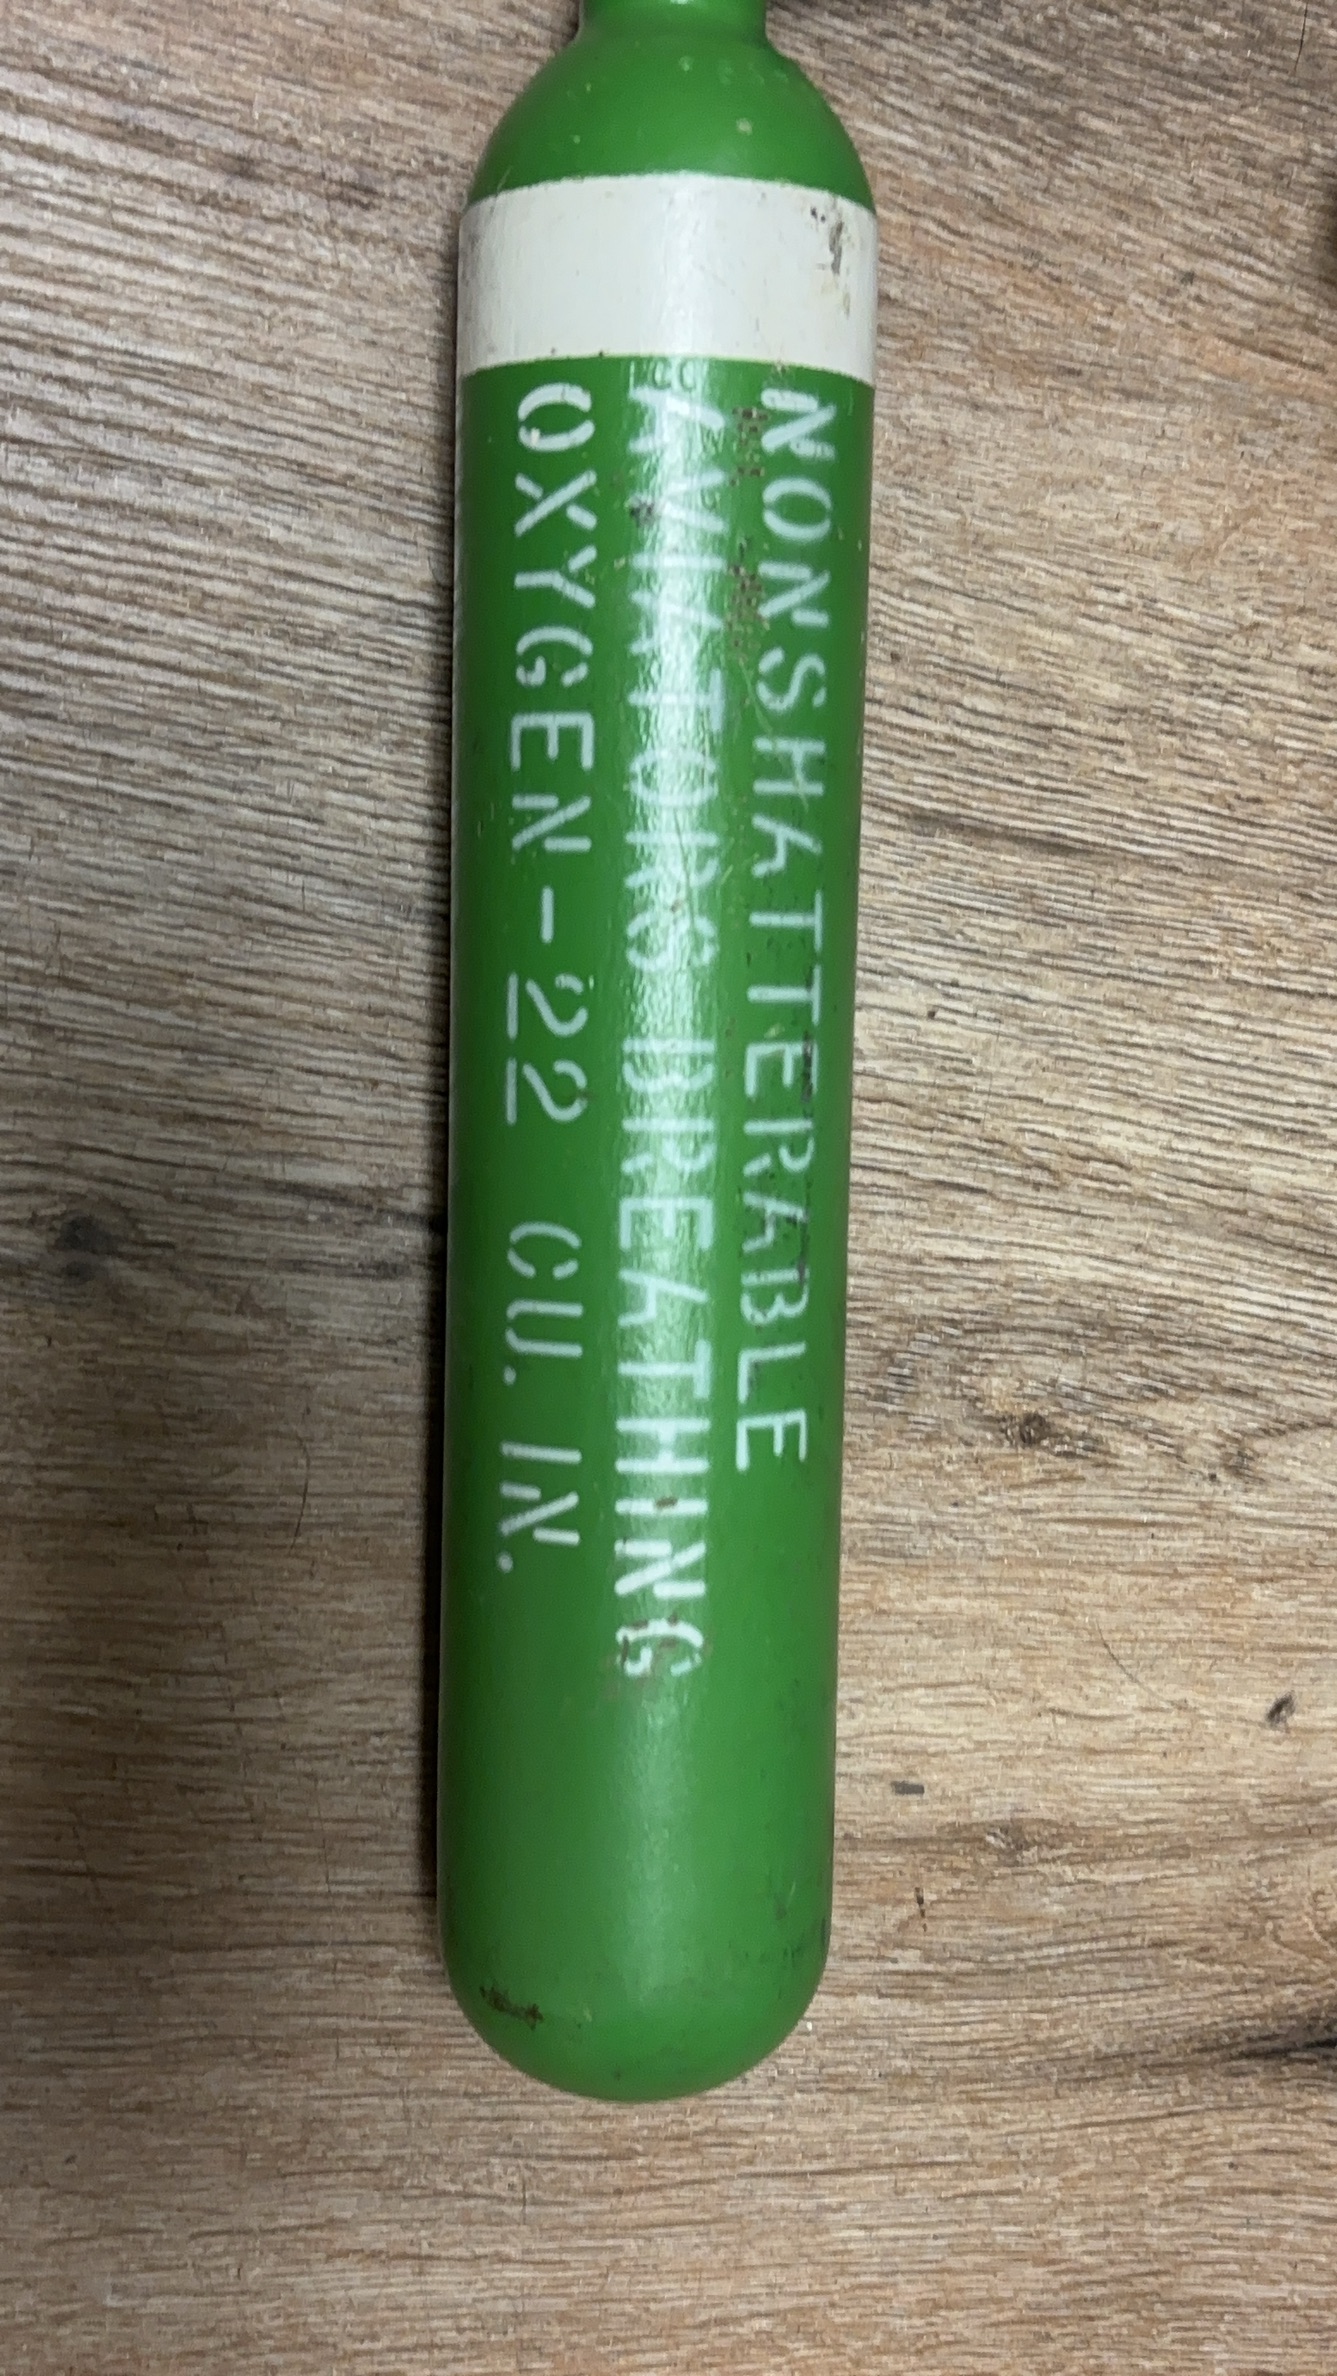 NONSHATTERABLE
AVIATORS BREATHING
OXYGEN-22 CU. IN.